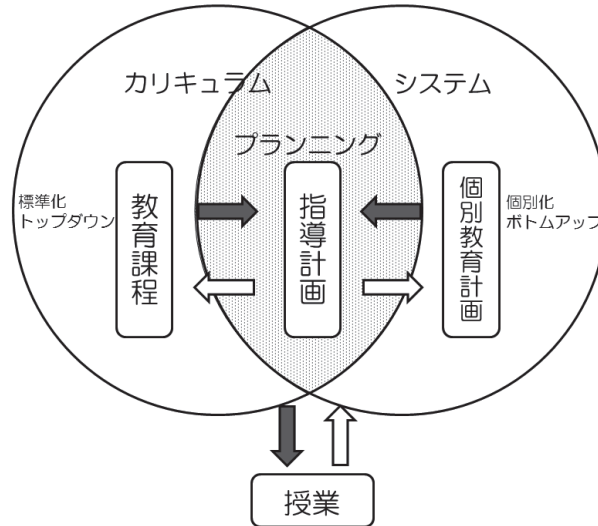 カリキュラム
システム
プランニング
標準化
トップダウン
教育課程
指導計画
個別教育計画
個別化
ボトムアップ
授業